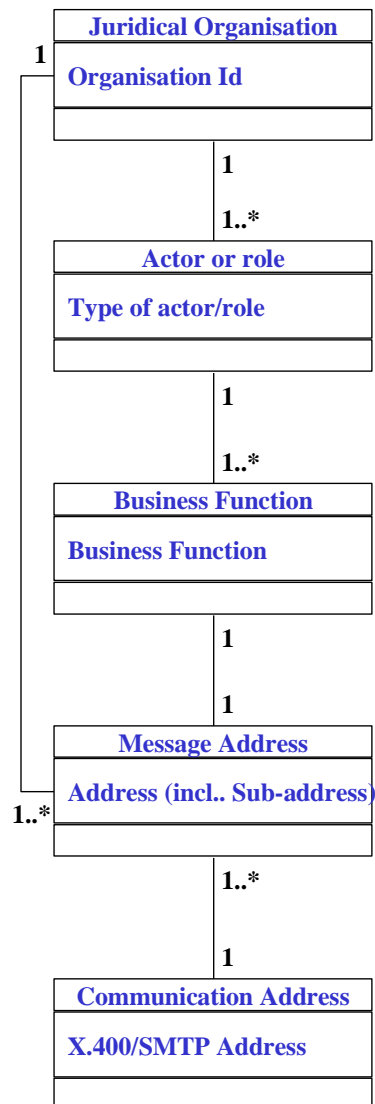 Juridical Organisation
1
Organisation Id
1
1..*
Actor or role
Type of actor/role
1
1..*
Business Function
Business Function
1
1
Message Address
Address (incl.. Sub-address)
1..*
1..*
1
Communication Address
X.400/SMTP Address